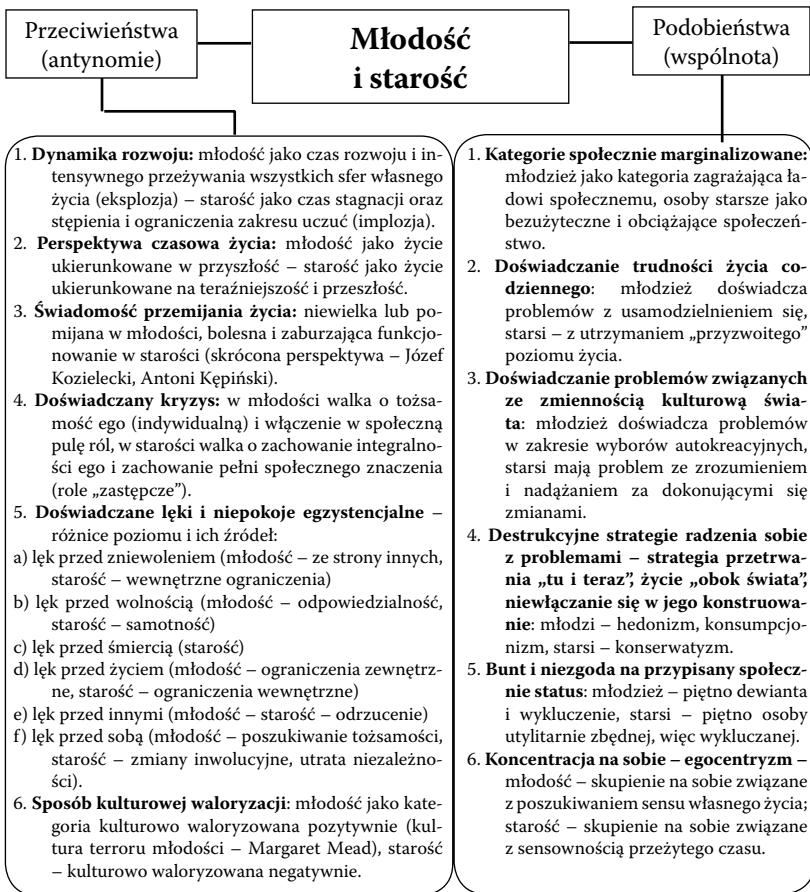 Przeciwieństwa
(antynomie)
Młodość
i starość
Podobieństwa
(wspólnota)
1. Dynamika rozwoju: młodość jako czas rozwoju i in-
tensywnego przeżywania wszystkich sfer własnego
życia (eksplozja) – starość jako czas stagnacji oraz
stępienia i ograniczenia zakresu uczuć (implozja).
2. Perspektywa czasowa życia: młodość jako życie
ukierunkowane w przyszłość – starość jako życie
ukierunkowane na teraźniejszość i przeszłość.
3. Świadomość przemijania życia: niewielka lub po-
mijana w młodości, bolesna i zaburzająca funkcjo-
nowanie w starości (skrócona perspektywa – Józef
Kozielecki, Antoni Kępiński).
4. Doświadczany kryzys: w młodości walka o tożsa-
mość ego (indywidualną) i włączenie w społeczną
pulę ról, w starości walka o zachowanie integralno-
ści ego i zachowanie pełni społecznego znaczenia
(role „zastępcze”).
5. Doświadczane lęki i niepokoje egzystencjalne –
różnice poziomu i ich źródeł:
a) lęk przed zniewoleniem (młodość – ze strony innych,
starość – wewnętrzne ograniczenia)
b) lęk przed wolnością (młodość – odpowiedzialność,
starość – samotność)
c) lęk przed śmiercią (starość)
d) lęk przed życiem (młodość – ograniczenia zewnętrz-
ne, starość – ograniczenia wewnętrzne)
e) lęk przed innymi (młodość – starość – odrzucenie)
f) lęk przed sobą (młodość – poszukiwanie tożsamości,
starość – zmiany inwolucyjne, utrata niezależno-
ści).
6. Sposób kulturowej waloryzacji: młodość jako kate-
goria kulturowo waloryzowana pozytywnie (kul-
tura terroru młodości – Margaret Mead), starość
– kulturowo waloryzowana negatywnie.
1. Kategorie społecznie marginalizowane:
młodzież jako kategoria zagrażająca ła-
dowi społecznemu, osoby starsze jako
bezużyteczne i obciążające społeczeń-
stwo.
2. Doświadczanie trudności życia co-
dziennego: młodzież doświadcza
problemów z usamodzielnieniem się,
starsi – z utrzymaniem „przyzwoitego”
poziomu życia.
3. Doświadczanie problemów związanych
ze zmiennością kulturową świa-
ta: młodzież doświadcza problemów
w zakresie wyborów autokreacyjnych,
starsi mają problem ze zrozumieniem
i nadążaniem za dokonującymi się
zmianami.
4. Destrukcyjne strategie radzenia sobie
z problemami – strategia przetrwa-
nia „tu i teraz”, życie „obok świata”,
niewłączanie się w jego konstruowa-
nie: młodzi – hedonizm, konsumpcjo-
nizm, starsi – konserwatyzm.
5. Bunt i niezgoda na przypisany społecz-
nie status: młodzież – piętno dewianta
i wykluczenie, starsi – piętno osoby
utylitarnie zbędnej, więc wykluczanej.
6. Koncentracja na sobie – egocentryzm –
młodość – skupienie na sobie związane
z poszukiwaniem sensu własnego życia;
starość – skupienie na sobie związane
z sensownością przeżytego czasu.